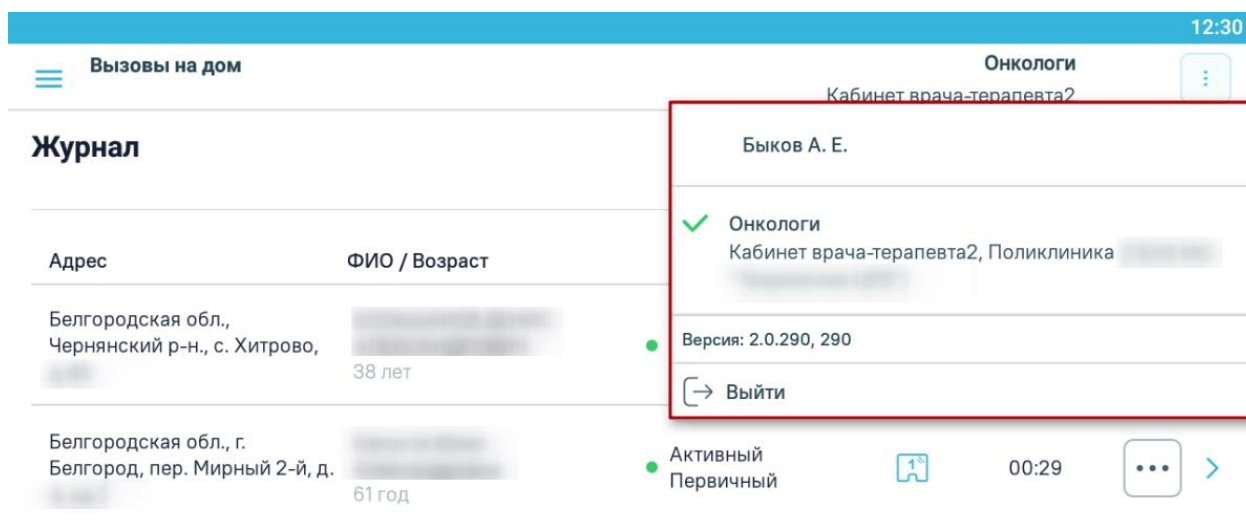 12:30
Вызовы на дом
Онкологи
Кабинет врача-терапевта2
Журнал
Быков А. Е.
Онкологи
Кабинет врача-терапевта2, Поликлиника
Адрес
ФИО / Возраст
Версия: 2.0.290, 290
Выйти
Белгородская обл.,
Чернянский р-н., с. Хитрово,
38 лет
Белгородская обл., г.
Белгород, пер. Мирный 2-й, д.
61 год
Активный
Первичный
1
00:29